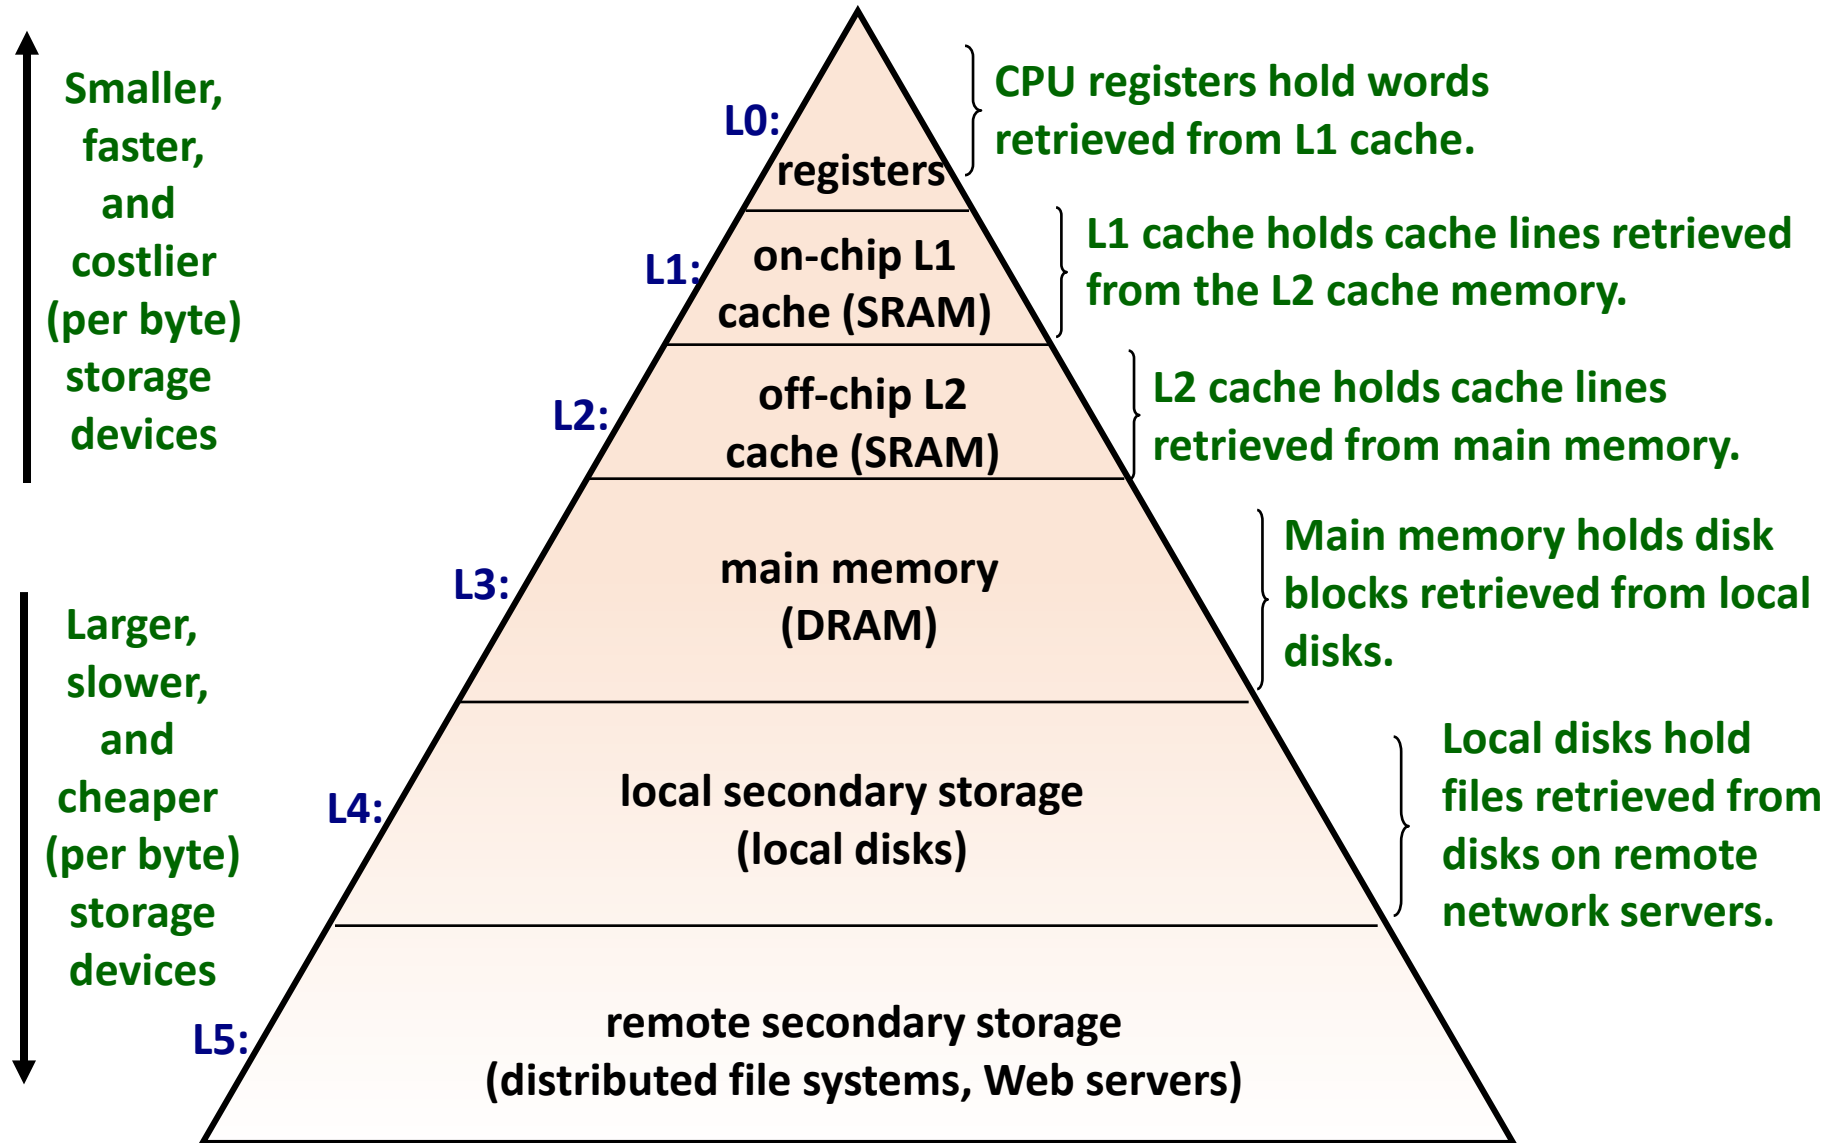 Smaller,
faster,
and
costlier
(per byte)
storage
devices
Larger,
slower,
and
cheaper
(per byte)
storage
devices
L0:
registers
CPU registers hold words
retrieved from L1 cache.
L1:
on-chip L1
cache (SRAM)
L1 cache holds cache lines retrieved
from the L2 cache memory.
L2:
off-chip L2
cache (SRAM)
L2 cache holds cache lines
retrieved from main memory.
L3:
main memory
(DRAM)
Main memory holds disk
blocks retrieved from local
disks.
L4:
local secondary storage
(local disks)
Local disks hold
files retrieved from
disks on remote
network servers.
L5:
remote secondary storage
(distributed file systems, Web servers)